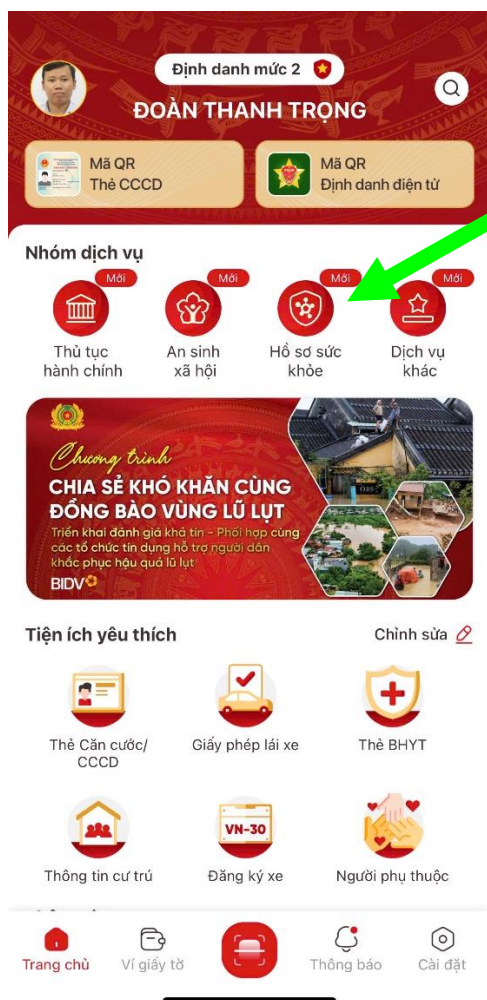 Định danh mức 2
ĐOÀN THANH TRỌNG
Mã QR
Thẻ CCCD
Mã QR
Định danh điện tử
Nhóm dịch vụ
Mới
Mới
Mới
Mới
Thủ tục
hành chính
An sinh
xã hội
Hồ sơ sức
khỏe
Dịch vụ
khác
Chương trình
CHIA SẺ KHÓ KHĂN CÙNG
ĐỒNG BÀO VÙNG LŨ LỤT
Triển khai đánh giá khả tín - Phối hợp cùng
các tổ chức tín dụng hỗ trợ người dân
khắc phục hậu quả lũ lụt
BIDV
Tiện ích yêu thích
Chỉnh sửa
Thẻ Căn cước/
CCCD
Giấy phép lái xe
Thẻ BHYT
VN-30
Thông tin cư trú
Đăng ký xe
Người phụ thuộc
Trang chủ
Ví giấy tờ
Thông báo
Cài đặt